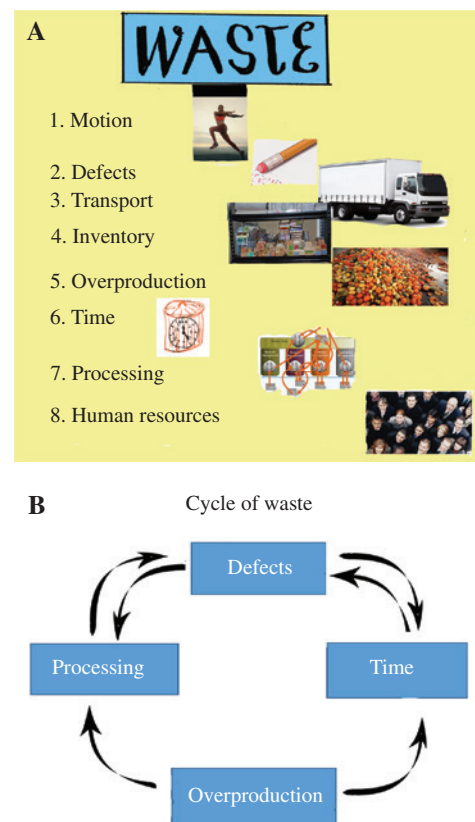 A
WASTE
1. Motion
2. Defects
3. Transport
4. Inventory
5. Overproduction
6. Time
7. Processing
8. Human resources
B
Cycle of waste
Defects
Processing
Time
Overproduction